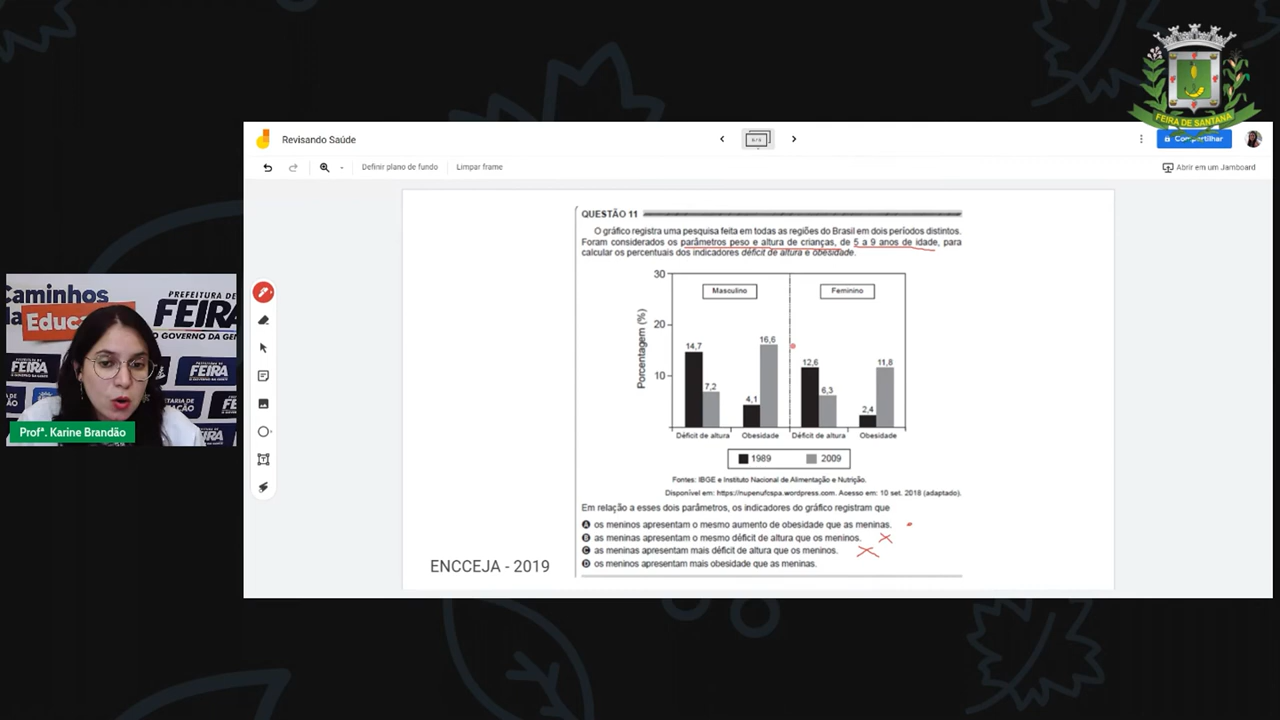 FEIRA DE SANTANA
Revisando Saúde
Compartilhar
Definir plano de fundo
Limpar frame
Abrir em um Jamboard
QUESTÃO 11
O gráfico registra uma pesquisa feita em todas as regiões do Brasil em dois períodos distintos.
Foram considerados os parâmetros peso e altura de crianças, de 5 a 9 anos de idade, para
calcular os percentuais dos indicadores déficit de altura e obesidade.
Porcentagem (%)
30
20
10
Masculino
Feminino
14,7
7,2
4,1
16,6
12,6
6,3
2,4
11,8
Déficit de altura
Obesidade
Déficit de altura
Obesidade
1989
2009
Fontes: IBGE e Instituto Nacional de Alimentação e Nutrição.
Disponível em: https://nupenufcspa.wordpress.com. Acesso em: 10 set. 2018 (adaptado).
Em relação a esses dois parâmetros, os indicadores do gráfico registram que
A os meninos apresentam o mesmo aumento de obesidade que as meninas.
B as meninas apresentam o mesmo déficit de altura que os meninos.
C as meninas apresentam mais déficit de altura que os meninos.
D os meninos apresentam mais obesidade que as meninas.
ENCCEJA - 2019
Caminhos
da
Educa
PREFEITURA DE
FEIRA
O GOVERNO DA GEN
FEIRA
FEIRA
Profª. Karine Brandão